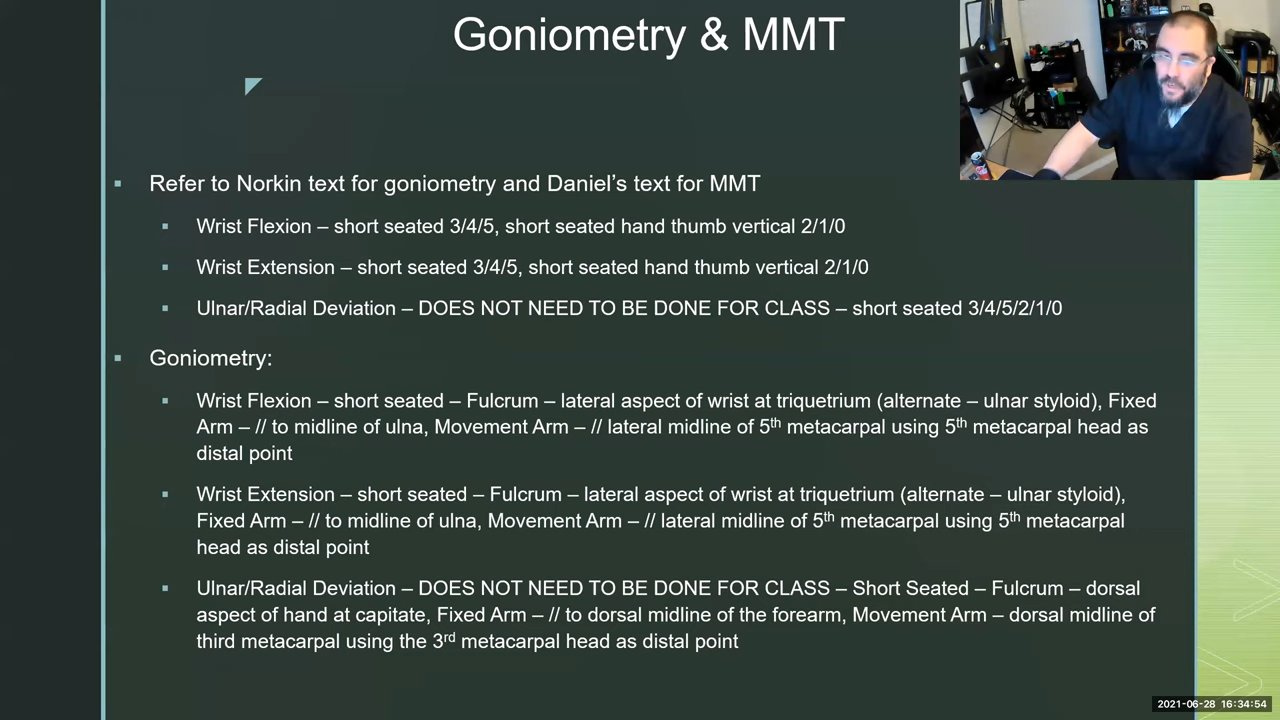 Goniometry & MMT
Refer to Norkin text for goniometry and Daniel's text for MMT
Wrist Flexion – short seated 3/4/5, short seated hand thumb vertical 2/1/0
Wrist Extension – short seated 3/4/5, short seated hand thumb vertical 2/1/0
Ulnar/Radial Deviation – DOES NOT NEED TO BE DONE FOR CLASS – short seated 3/4/5/2/1/0
Goniometry:
Wrist Flexion – short seated – Fulcrum – lateral aspect of wrist at triquetrium (alternate – ulnar styloid), Fixed
Arm – // to midline of ulna, Movement Arm – // lateral midline of 5th metacarpal using 5th metacarpal head as
distal point
Wrist Extension – short seated – Fulcrum – lateral aspect of wrist at triquetrium (alternate – ulnar styloid),
Fixed Arm – // to midline of ulna, Movement Arm – // lateral midline of 5th metacarpal using 5th metacarpal
head as distal point
Ulnar/Radial Deviation – DOES NOT NEED TO BE DONE FOR CLASS – Short Seated – Fulcrum – dorsal
aspect of hand at capitate, Fixed Arm – // to dorsal midline of the forearm, Movement Arm – dorsal midline of
third metacarpal using the 3rd metacarpal head as distal point
2021-06-28 16:34:54